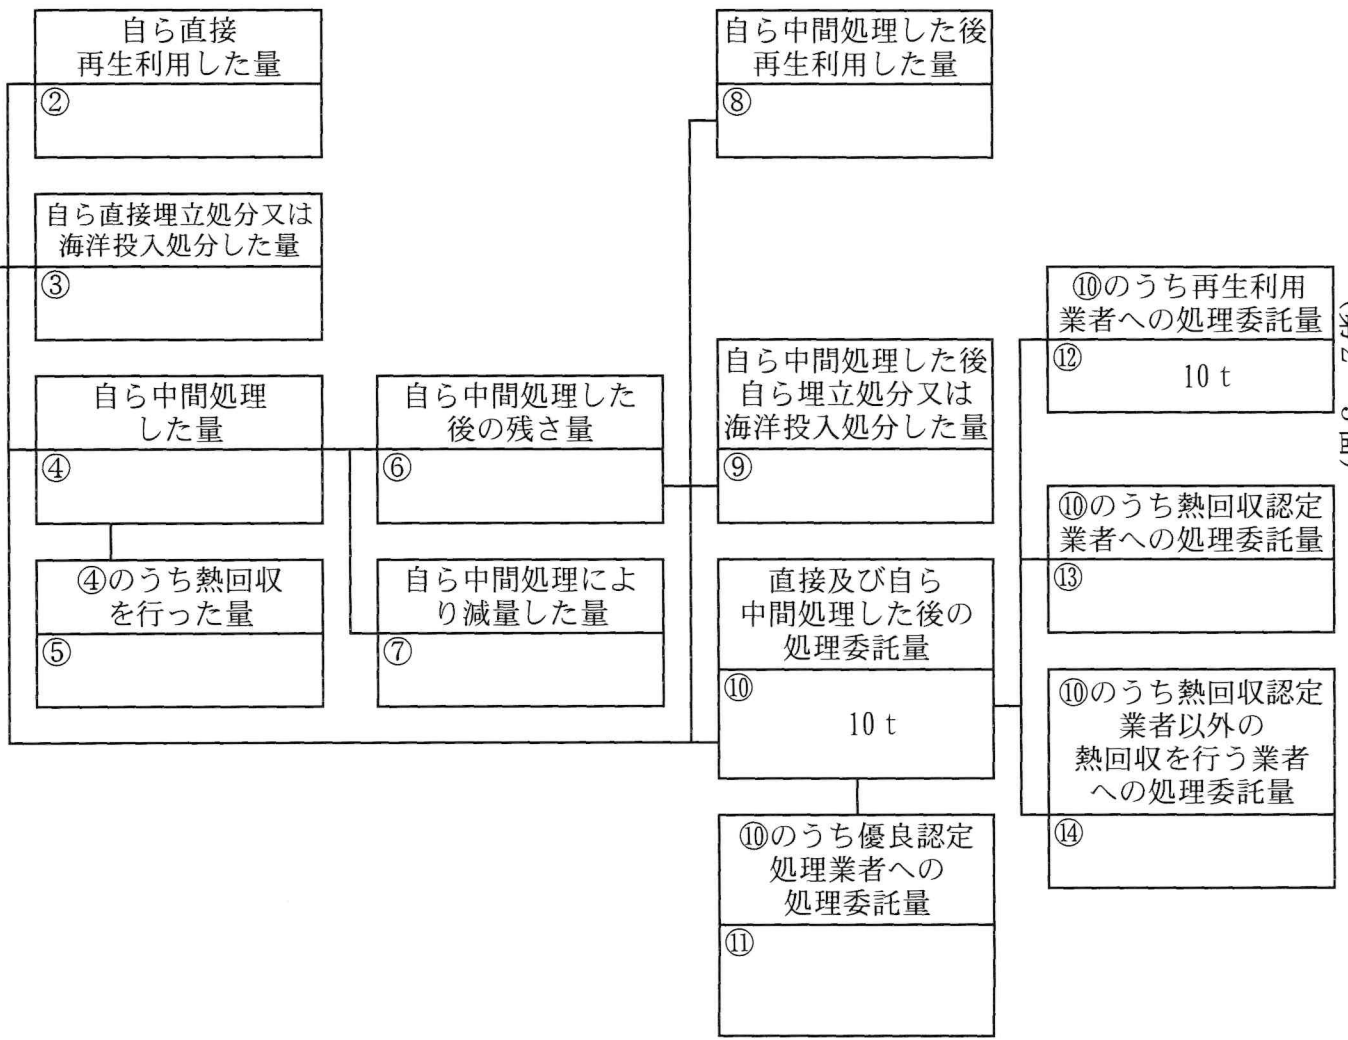 自ら直接
再生利用した量
②
自ら直接埋立処分又は
海洋投入処分した量
③
自ら中間処理
した量
④
④のうち熱回収
を行った量
⑤
自ら中間処理した
後の残さ量
⑥
自ら中間処理によ
り減量した量
⑦
自ら中間処理した後
再生利用した量
⑧
自ら中間処理した後
自ら埋立処分又は
海洋投入処分した量
⑨
直接及び自ら
中間処理した後の
処理委託量
⑩
10 t
⑩のうち優良認定
処理業者への
処理委託量
⑪
⑩のうち再生利用
業者への処理委託量
⑫
10 t
⑩のうち熱回収認定
業者への処理委託量
⑬
⑩のうち熱回収認定
業者以外の
熱回収を行う業者
への処理委託量
⑭